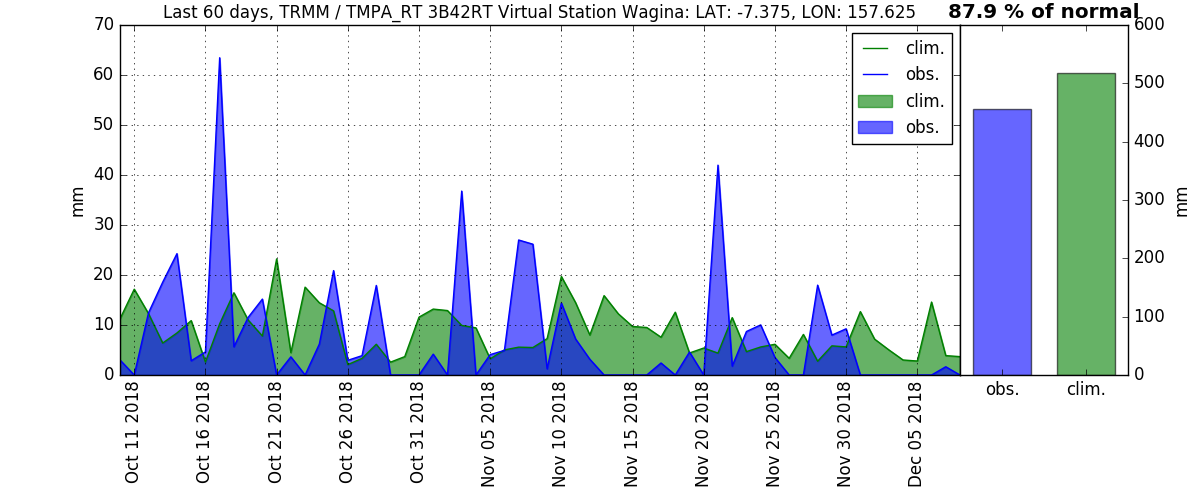 Last 60 days, TRMM / TMPA_RT 3B42RT Virtual Station Wagina: LAT: -7.375, LON: 157.625
87.9 % of normal
70
60
50
40
30
20
10
0
mm
clim.
obs.
clim.
obs.
600
500
400
300
200
100
0
mm
obs.
clim.
Oct 11 2018
Oct 16 2018
Oct 21 2018
Oct 26 2018
Oct 31 2018
Nov 05 2018
Nov 10 2018
Nov 15 2018
Nov 20 2018
Nov 25 2018
Nov 30 2018
Dec 05 2018